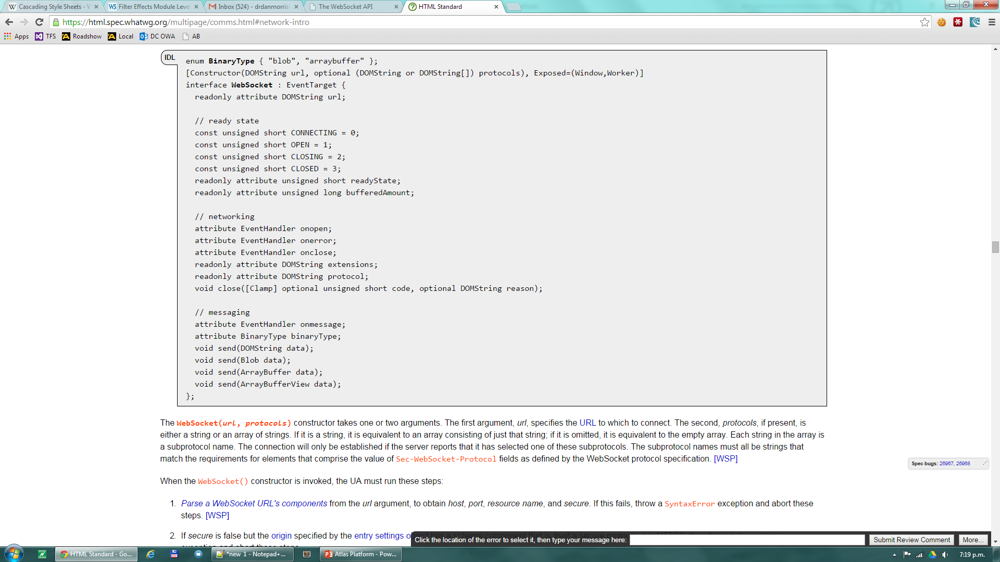 Cascading Style Sheets - W
Filter Effects Module Leve
Inbox (524) - drdanmorris
The WebSocket API
HTML Standard
https://html.spec.whatwg.org/multipage/comms.html#network-intro
Apps TFS Roadshow Local DC OWA AB
IDL
enum BinaryType { "blob", "arraybuffer" };
[Constructor(DOMString url, optional (DOMString or DOMString[]) protocols), Exposed=(Window,Worker)]
interface WebSocket : EventTarget {
readonly attribute DOMString url;
// ready state
const unsigned short CONNECTING = 0;
const unsigned short OPEN = 1;
const unsigned short CLOSING = 2;
const unsigned short CLOSED = 3;
readonly attribute unsigned short readyState;
readonly attribute unsigned long bufferedAmount;
// networking
attribute EventHandler onopen;
attribute EventHandler onerror;
attribute EventHandler onclose;
readonly attribute DOMString extensions;
readonly attribute DOMString protocol;
void close([Clamp] optional unsigned short code, optional DOMString reason);
// messaging
attribute EventHandler onmessage;
attribute BinaryType binaryType;
void send(DOMString data);
void send(Blob data);
void send(ArrayBuffer data);
void send(ArrayBufferView data);
};
The WebSocket(url, protocols) constructor takes one or two arguments. The first argument, url, specifies the URL to which to connect. The second, protocols, if present, is
either a string or an array of strings. If it is a string, it is equivalent to an array consisting of just that string; if it is omitted, it is equivalent to the empty array. Each string in the array is
a subprotocol name. The connection will only be established if the server reports that it has selected one of these subprotocols. The subprotocol names must all be strings that
match the requirements for elements that comprise the value of Sec-WebSocket-Protocol fields as defined by the WebSocket protocol specification. [WSP]
Spec bugs: 26967, 26968
When the WebSocket() constructor is invoked, the UA must run these steps:
1. Parse a WebSocket URL's components from the url argument, to obtain host, port, resource name, and secure. If this fails, throw a SyntaxError exception and abort these
steps. [WSP]
2. If secure is false but the origin specified by the entry settings object has a scheme component that is itself a secure
Click the location of the error to select it, then type your message here:
Submit Review Comment
More...
HTML Standard - Go...
*new 1 - Notepad+...
Atlas Platform - Pow...
7:19 p.m.